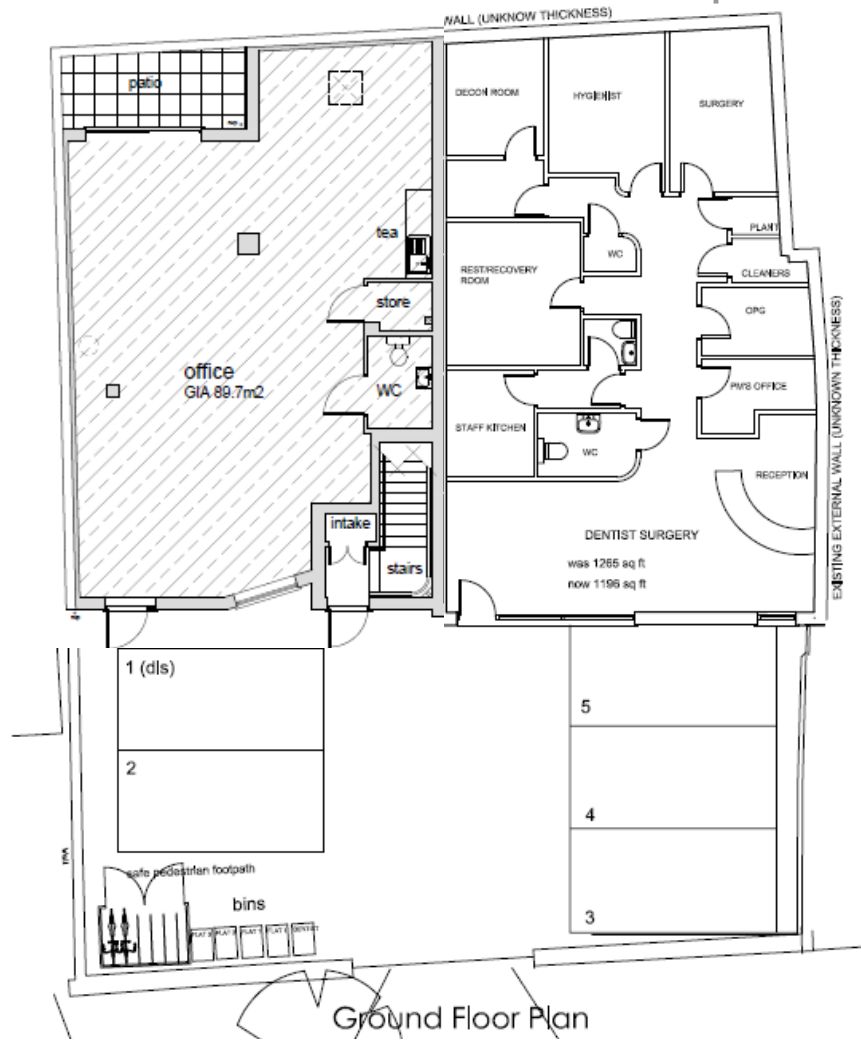 WALL (UNKNOW THICKNESS)
patio
DECON ROOM
HYGIENIST
SURGERY
tea
WC
PLANT
CLEANERS
store
REST/RECOVERY
ROOM
OPG
office
GIA 89.7m2
WC
PM'S OFFICE
STAFF KITCHEN
WC
RECEPTION
EXISTING EXTERNAL WALL (UNKNOWN THICKNESS)
intake
stairs
DENTIST SURGERY
was 1265 sq ft
now 1196 sq ft
1 (dls)
2
5
4
3
safe pedestrian footpath
bins
DENTIST
Ground Floor Plan